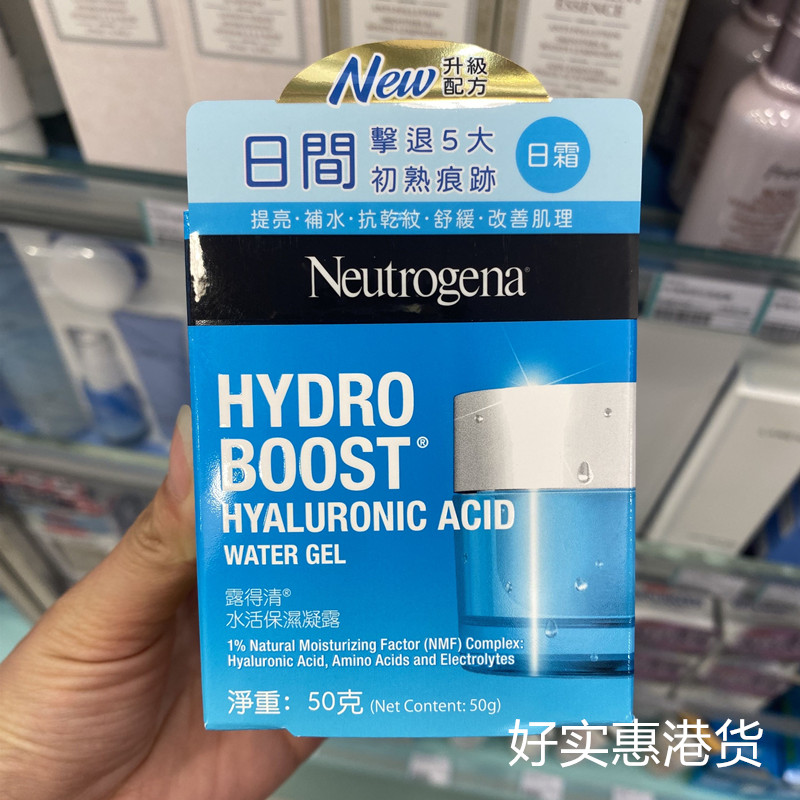 ESSENCE
New 升級配方
日間 擊退5大初熟痕跡 日霜
提亮·補水·抗乾紋·舒緩·改善肌理
Neutrogena®
HYDRO
BOOST®
HYALURONIC ACID
WATER GEL
露得清®
水活保濕凝露
1% Natural Moisturizing Factor (NMF) Complex:
Hyaluronic Acid, Amino Acids and Electrolytes
淨重：50克 (Net Content: 50g)
好实惠港货